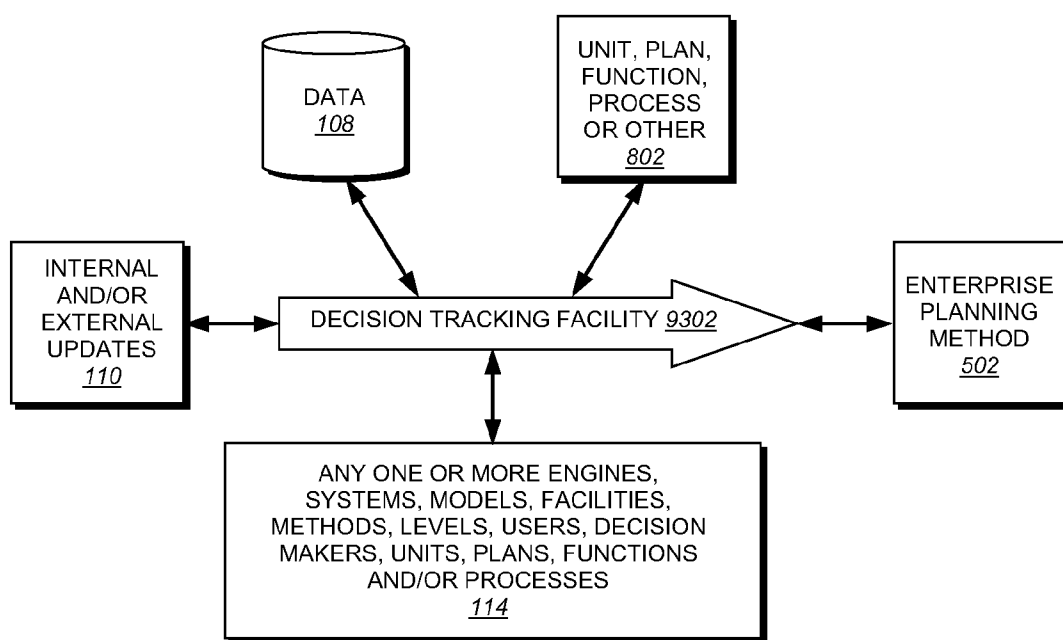 DATA
108
UNIT, PLAN,
FUNCTION,
PROCESS
OR OTHER
802
INTERNAL
AND/OR
EXTERNAL
UPDATES
110
DECISION TRACKING FACILITY 9302
ENTERPRISE
PLANNING
METHOD
502
ANY ONE OR MORE ENGINES,
SYSTEMS, MODELS, FACILITIES,
METHODS, LEVELS, USERS, DECISION
MAKERS, UNITS, PLANS, FUNCTIONS
AND/OR PROCESSES
114